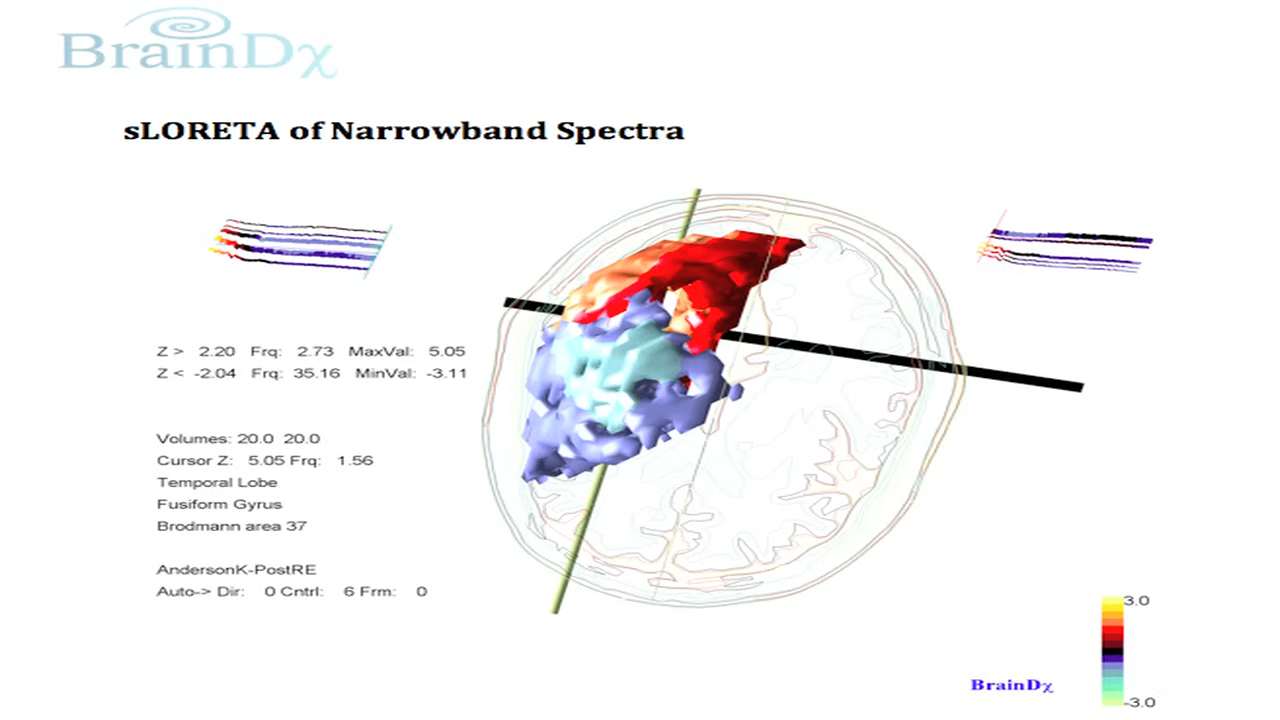 BrainDχ
sLORETA of Narrowband Spectra
Z > 2.20 Frq: 2.73 MaxVal: 5.05
Z < -2.04 Frq: 35.16 MinVal: -3.11
Volumes: 20.0 20.0
Cursor Z: 5.05 Frq: 1.56
Temporal Lobe
Fusiform Gyrus
Brodmann area 37
AndersonK-PostRE
Auto-> Dir: 0 Cntrl: 6 Frm: 0
3.0
-3.0
BrainDχ